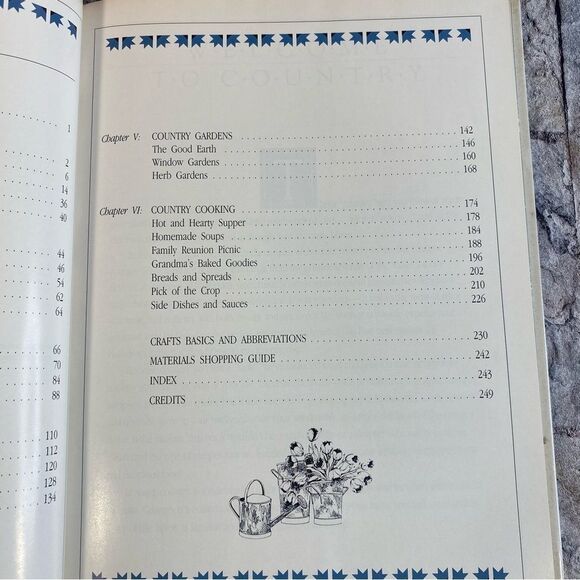 1
2
6
14
36
40
44
46
54
62
64
66
70
84
88
110
112
120
128
134
TO COUNTRY
Chapter V: COUNTRY GARDENS 142
The Good Earth 146
Window Gardens 160
Herb Gardens 168
Chapter VI: COUNTRY COOKING 174
Hot and Hearty Supper 178
Homemade Soups 184
Family Reunion Picnic 188
Grandma's Baked Goodies 196
Breads and Spreads 202
Pick of the Crop 210
Side Dishes and Sauces 226
CRAFTS BASICS AND ABBREVIATIONS 230
MATERIALS SHOPPING GUIDE 242
INDEX 243
CREDITS 249